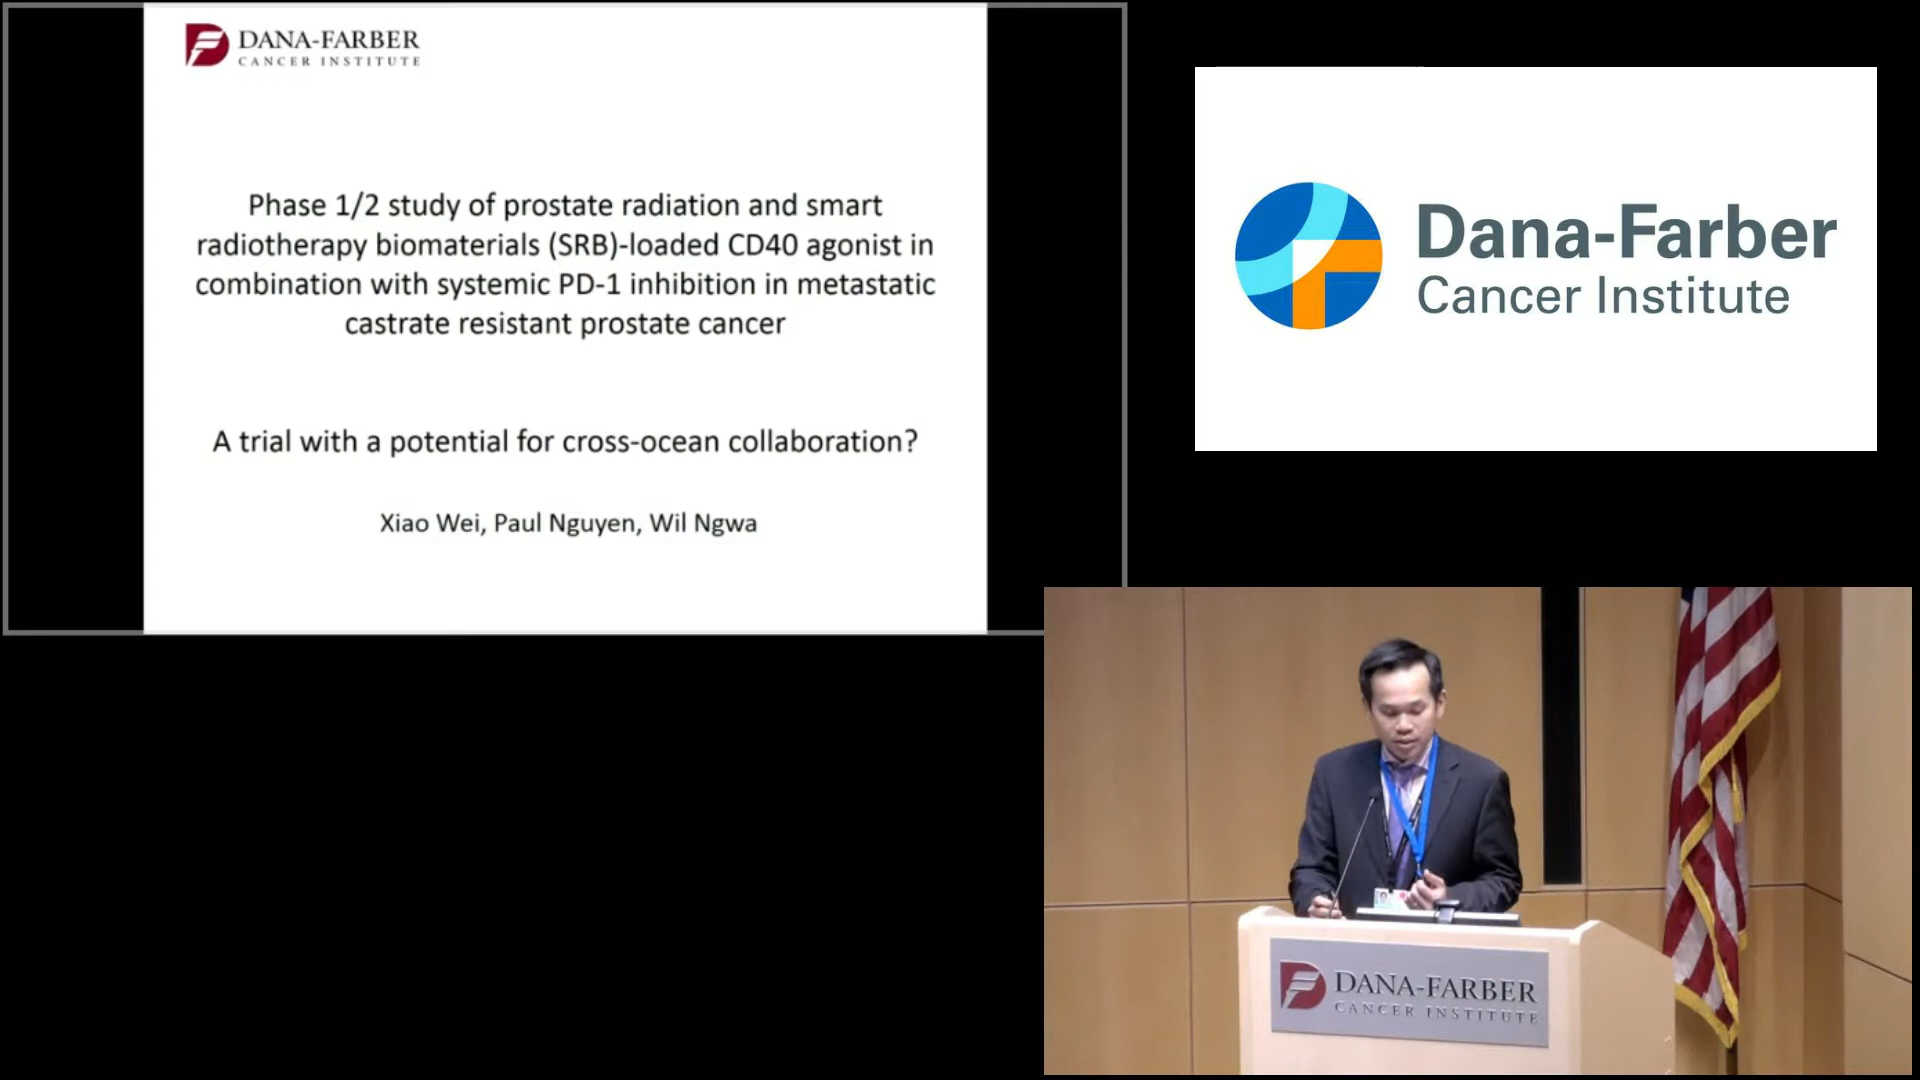 DANA-FARBER
CANCER INSTITUTE
Phase 1/2 study of prostate radiation and smart
radiotherapy biomaterials (SRB)-loaded CD40 agonist in
combination with systemic PD-1 inhibition in metastatic
castrate resistant prostate cancer
A trial with a potential for cross-ocean collaboration?
Xiao Wei, Paul Nguyen, Wil Ngwa
Dana-Farber
Cancer Institute
DANA-FARBER
CANCER INSTITUTE